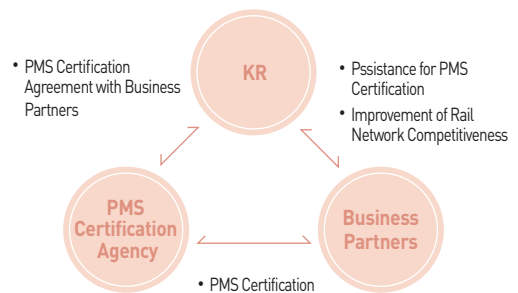 KR
• PMS Certification
Agreement with Business
Partners
• Pssistance for PMS
Certification
• Improvement of Rail
Network Competitiveness
PMS
Certification
Agency
Business
Partners
• PMS Certification